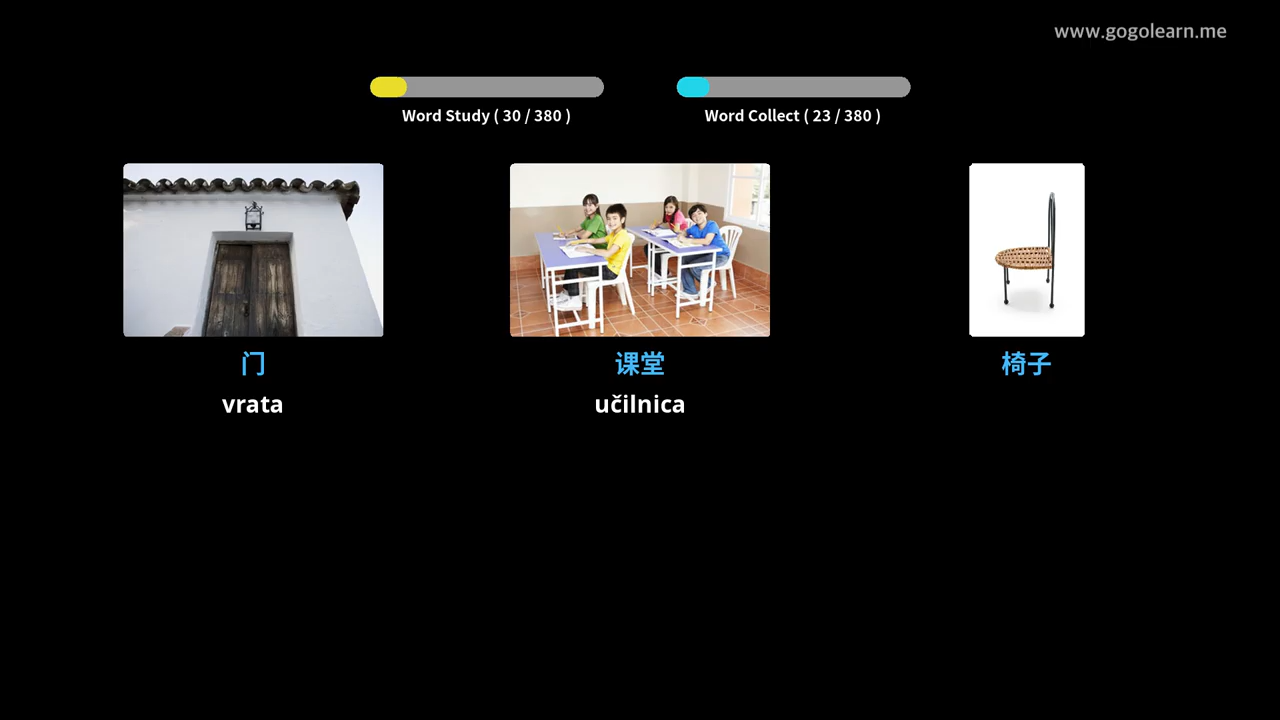 www.gogolearn.me
Word Study ( 30 / 380 )
Word Collect ( 23 / 380 )
门
课堂
椅子
vrata
učilnica